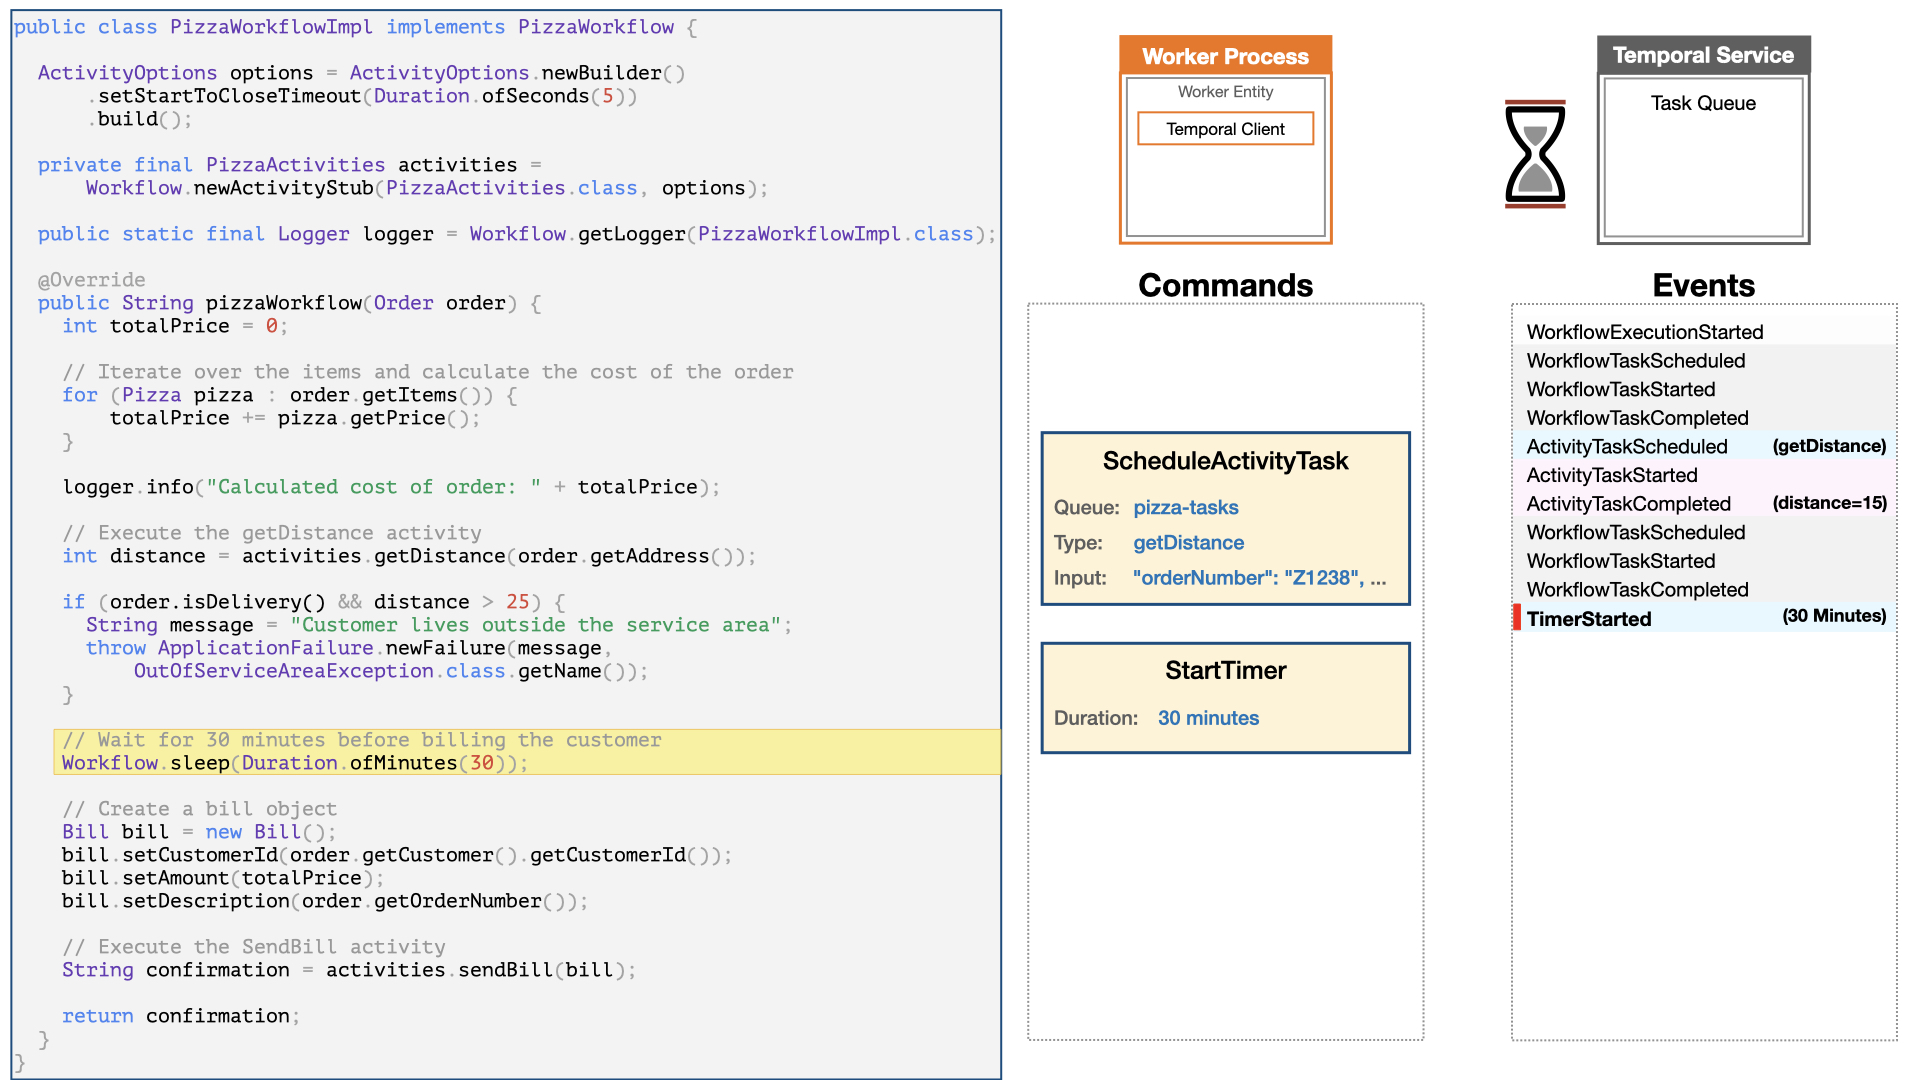 public class PizzaWorkflowImpl implements PizzaWorkflow {
ActivityOptions options = ActivityOptions.newBuilder()
.setStartToCloseTimeout(Duration.ofSeconds(5))
.build();
private final PizzaActivities activities =
Workflow.newActivityStub(PizzaActivities.class, options);
public static final Logger logger = Workflow.getLogger(PizzaWorkflowImpl.class);
@Override
public String pizzaWorkflow(Order order) {
int totalPrice = 0;
// Iterate over the items and calculate the cost of the order
for (Pizza pizza : order.getItems()) {
totalPrice += pizza.getPrice();
}
logger.info("Calculated cost of order: " + totalPrice);
// Execute the getDistance activity
int distance = activities.getDistance(order.getAddress());
if (order.isDelivery() && distance > 25) {
String message = "Customer lives outside the service area";
throw ApplicationFailure.newFailure(message,
OutOfServiceAreaException.class.getName());
}
// Wait for 30 minutes before billing the customer
Workflow.sleep(Duration.ofMinutes(30));
// Create a bill object
Bill bill = new Bill();
bill.setCustomerId(order.getCustomer().getCustomerId());
bill.setAmount(totalPrice);
bill.setDescription(order.getOrderNumber());
// Execute the SendBill activity
String confirmation = activities.sendBill(bill);
return confirmation;
}
}
Worker Process
Worker Entity
Temporal Client
Temporal Service
Task Queue
Commands
ScheduleActivityTask
Queue: pizza-tasks
Type: getDistance
Input: "orderNumber": "Z1238", ...
StartTimer
Duration: 30 minutes
Events
WorkflowExecutionStarted
WorkflowTaskScheduled
WorkflowTaskStarted
WorkflowTaskCompleted
ActivityTaskScheduled (getDistance)
ActivityTaskStarted
ActivityTaskCompleted (distance=15)
WorkflowTaskScheduled
WorkflowTaskStarted
WorkflowTaskCompleted
TimerStarted (30 Minutes)